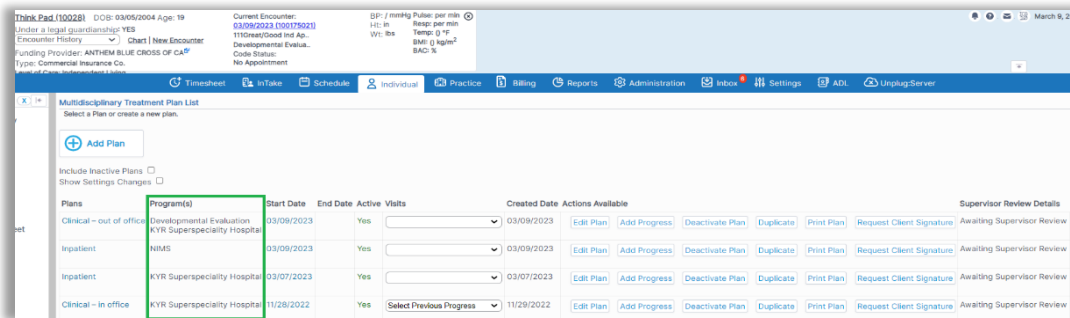 Think Pad (10028) DOB: 03/05/2004 Age: 19
Under a legal guardianship: YES
Encounter History
Chart | New Encounter
Funding Provider: ANTHEM BLUE CROSS OF CA
Type: Commercial Insurance Co.
Level of Care: Independent Living
Current Encounter:
03/09/2023 (100175021)
111Great/Good Ind Ap..
Developmental Evalua..
Code Status:
No Appointment
BP: / mmHg Pulse: per min
Ht: in Resp: per min
Wt: lbs Temp: () °F
BMI: () kg/m2
BAC: %
March 9, 2
Timesheet InTake Schedule Individual Practice Billing Reports Administration Inbox Settings ADL Unplug:Server
X
Multidisciplinary Treatment Plan List
Select a Plan or create a new plan.
Add Plan
Include Inactive Plans
Show Settings Changes
Plans Program(s) Start Date End Date Active Visits Created Date Actions Available Supervisor Review Details
Clinical – out of office Developmental Evaluation 03/09/2023 Yes 03/09/2023 Edit Plan Add Progress Deactivate Plan Duplicate Print Plan Request Client Signature Awaiting Supervisor Review
KYR Superspeciality Hospital
eet
Inpatient NIMS 03/09/2023 Yes 03/09/2023 Edit Plan Add Progress Deactivate Plan Duplicate Print Plan Request Client Signature Awaiting Supervisor Review
Inpatient KYR Superspeciality Hospital 03/07/2023 Yes 03/07/2023 Edit Plan Add Progress Deactivate Plan Duplicate Print Plan Request Client Signature Awaiting Supervisor Review
Clinical – in office KYR Superspeciality Hospital 11/28/2022 Yes Select Previous Progress 11/29/2022 Edit Plan Add Progress Deactivate Plan Duplicate Print Plan Request Client Signature Awaiting Supervisor Review